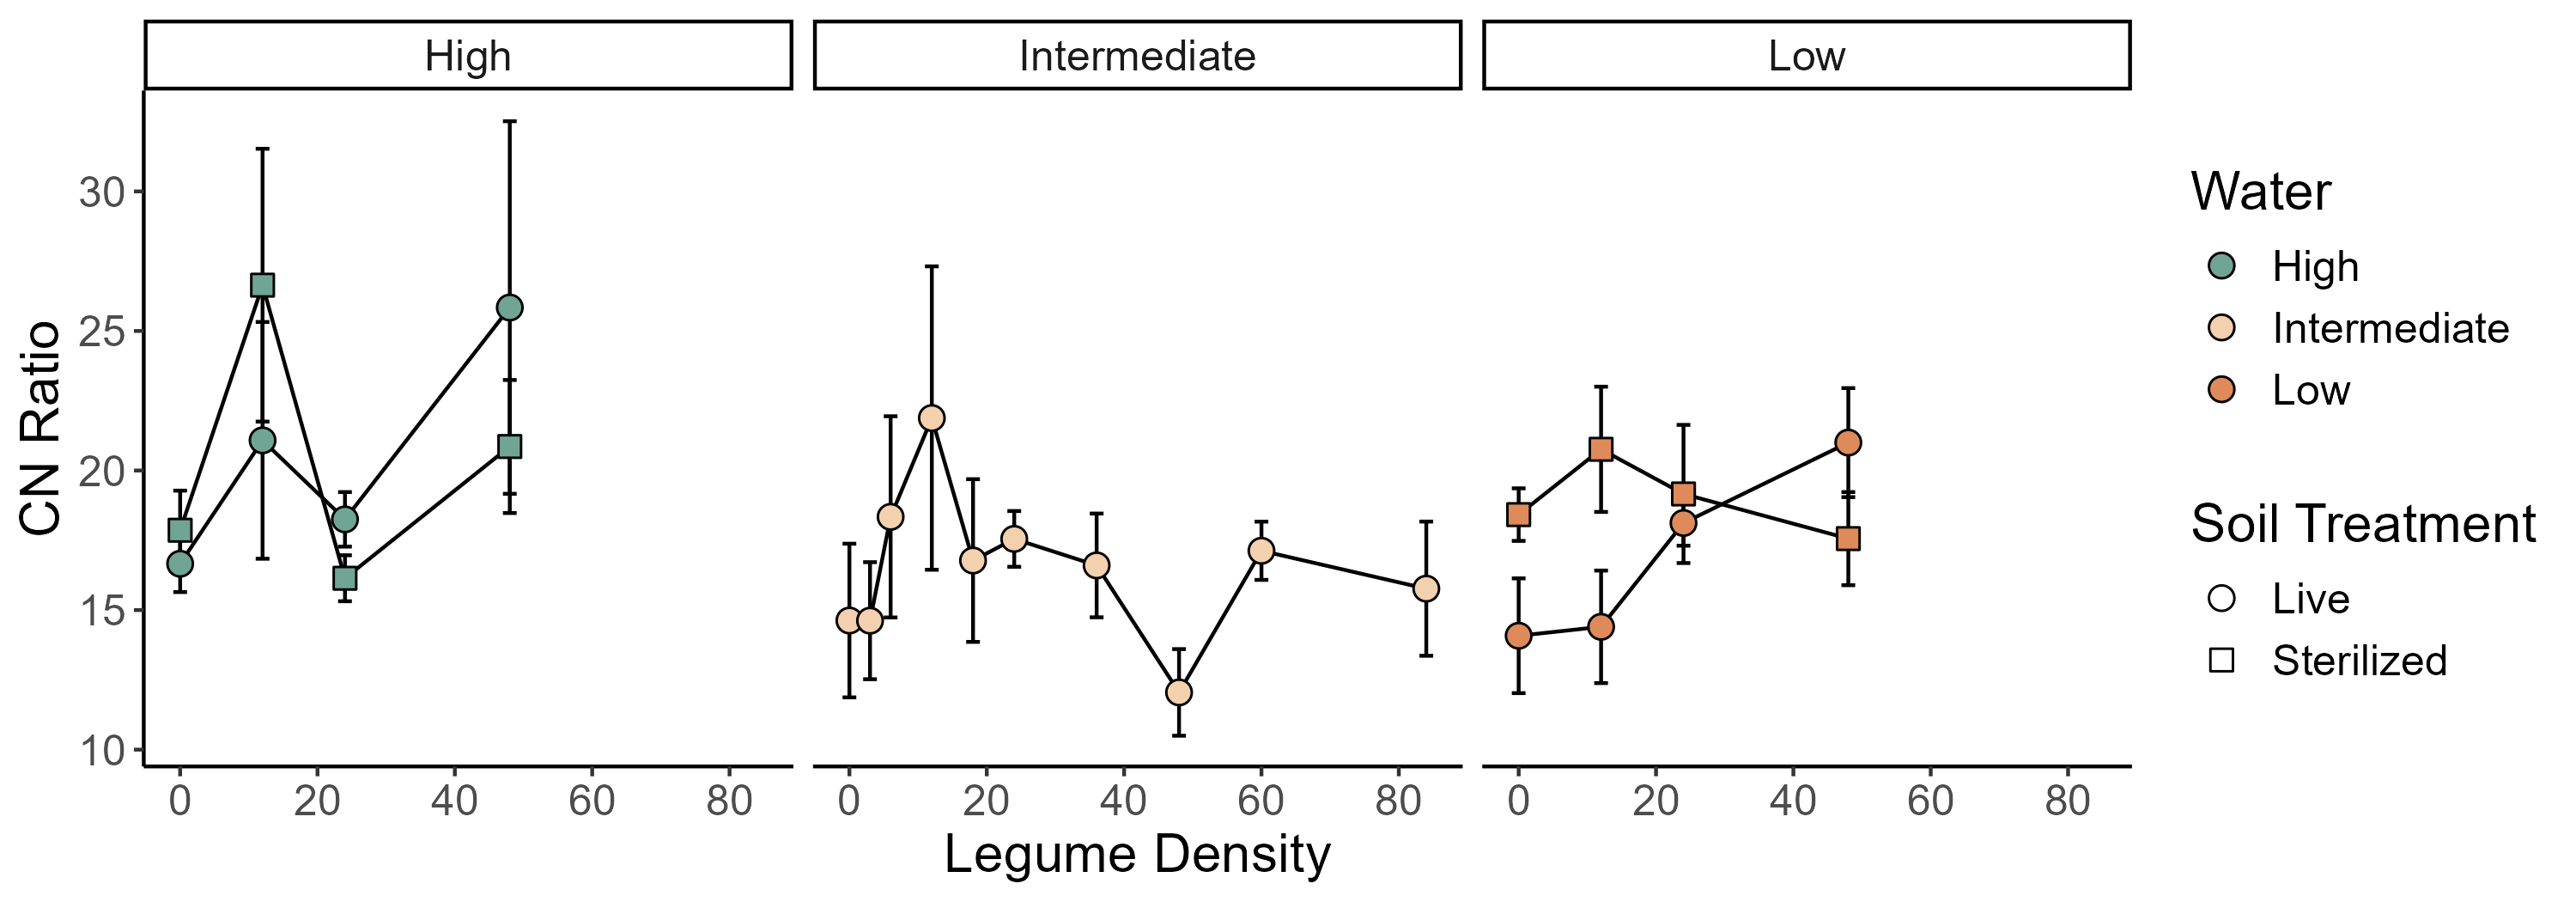 High
Intermediate
Low
CN Ratio
30
25
20
15
10
0 20 40 60 80
0 20 40 60 80
0 20 40 60 80
Legume Density
Water
High
Intermediate
Low
Soil Treatment
Live
Sterilized